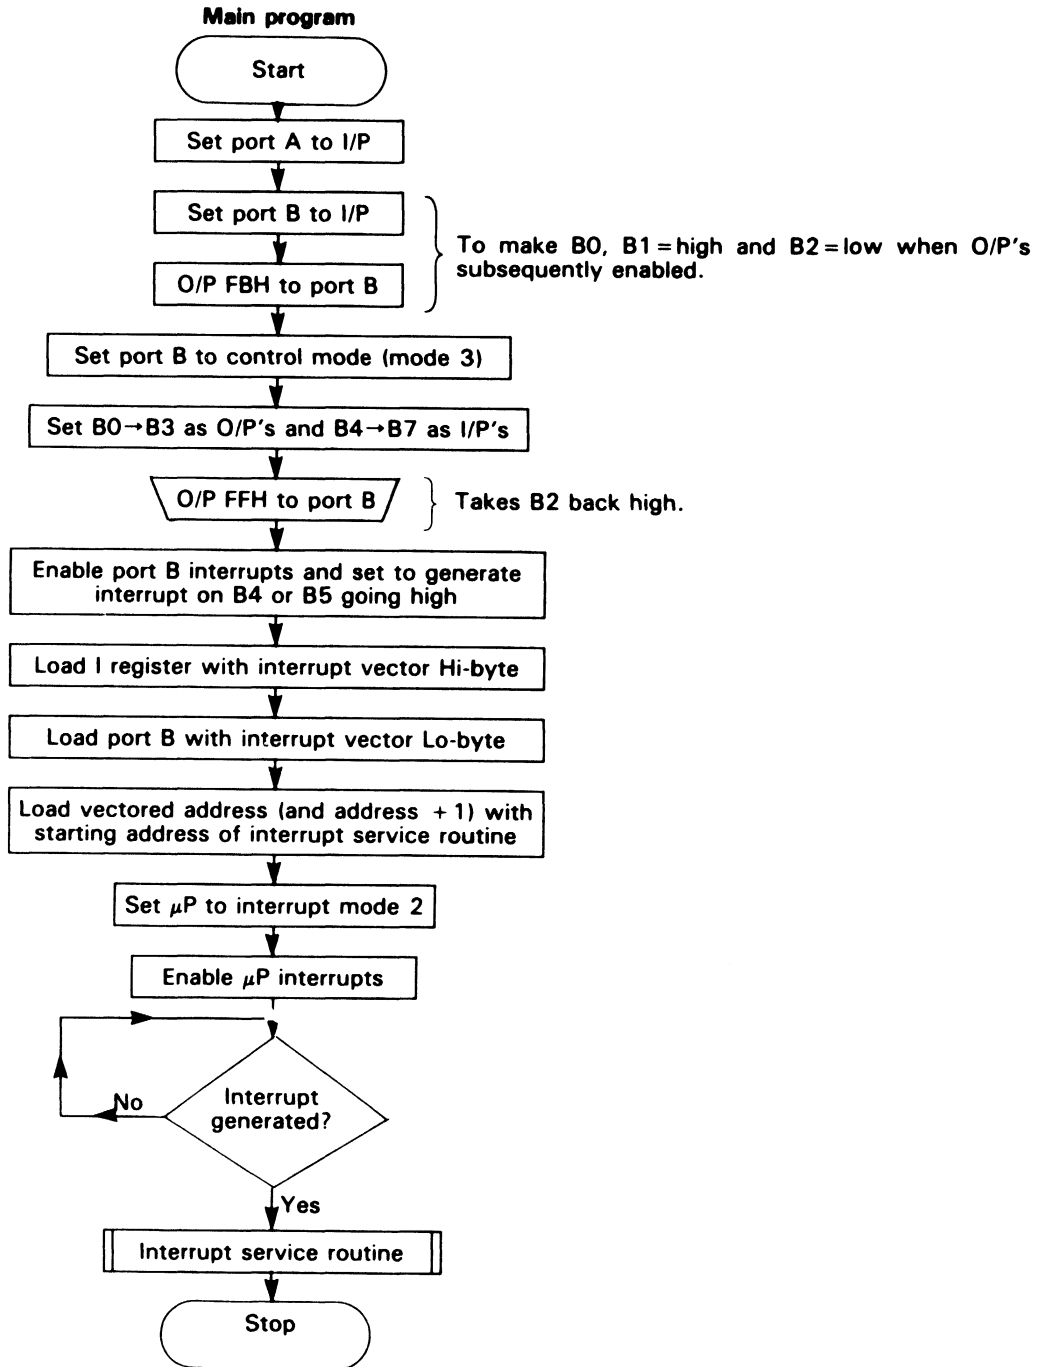 Main program
Start
Set port A to I/P
Set port B to I/P
O/P FBH to port B
To make B0, B1 = high and B2 = low when O/P's
subsequently enabled.
Set port B to control mode (mode 3)
Set B0→B3 as O/P's and B4→B7 as I/P's
O/P FFH to port B
Takes B2 back high.
Enable port B interrupts and set to generate
interrupt on B4 or B5 going high
Load I register with interrupt vector Hi-byte
Load port B with interrupt vector Lo-byte
Load vectored address (and address + 1) with
starting address of interrupt service routine
Set μP to interrupt mode 2
Enable μP interrupts
No
Interrupt
generated?
Yes
Interrupt service routine
Stop